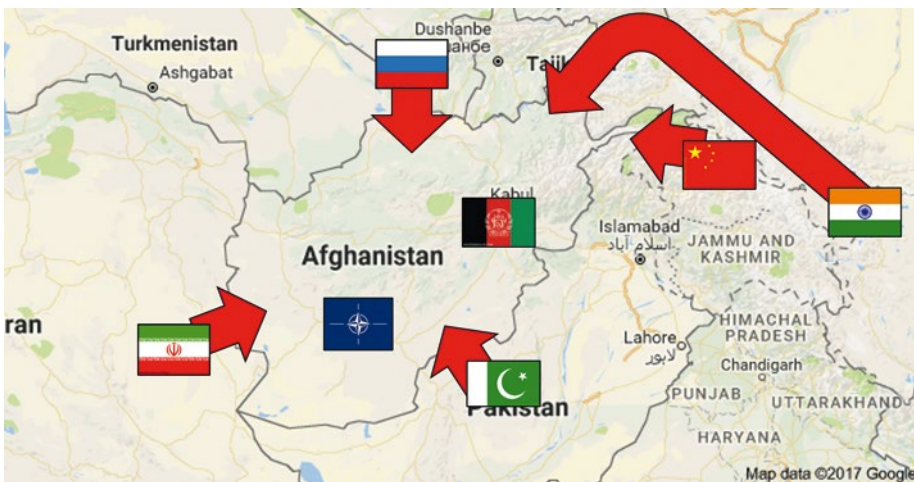 Dushanbe
Turkmenistan
Ashgabat
Kabul
Islamabad
اسلام آباد
Afghanistan
JAMMU AND
KASHMIR
ran
HIMACHAL
PRADESH
Lahore
لاہور
Chandigarh
Pakistan
PUNJAB
UTTARAKHAND
HARYANA
Map data ©2017 Google